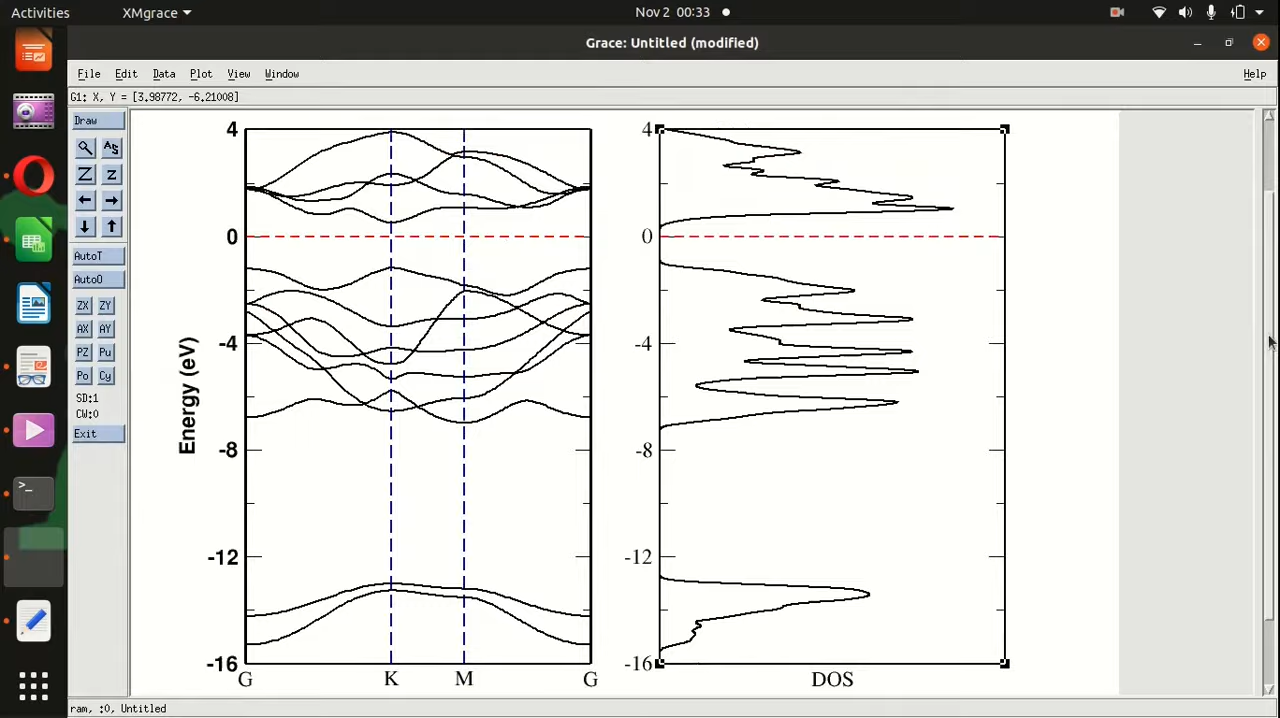 Activities XMgrace Nov 2 00:33
Grace: Untitled (modified)
File Edit Data Plot View Window Help
G1: X, Y = [3.98772, -6.21008]
Draw
AS
Z z
AutoT
AutoO
ZX ZY
AX AY
PZ Pu
Po Cy
SD:1
CW:0
Exit
Energy (eV)
4
0
-4
-8
-12
-16
G K M G
4
0
-4
-8
-12
-16
DOS
>_
ram, :0, Untitled